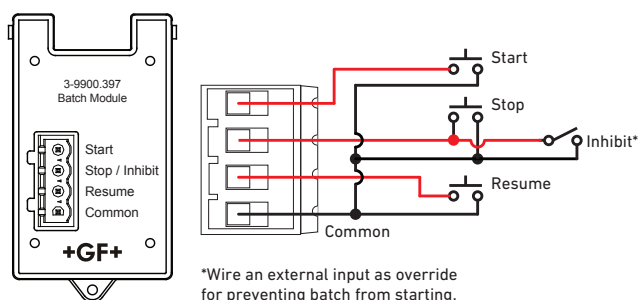 3-9900.397
Batch Module
Start
Stop / Inhibit
Resume
Common
+GF+
Start
Stop
Inhibit*
Resume
Common
*Wire an external input as override
for preventing batch from starting.